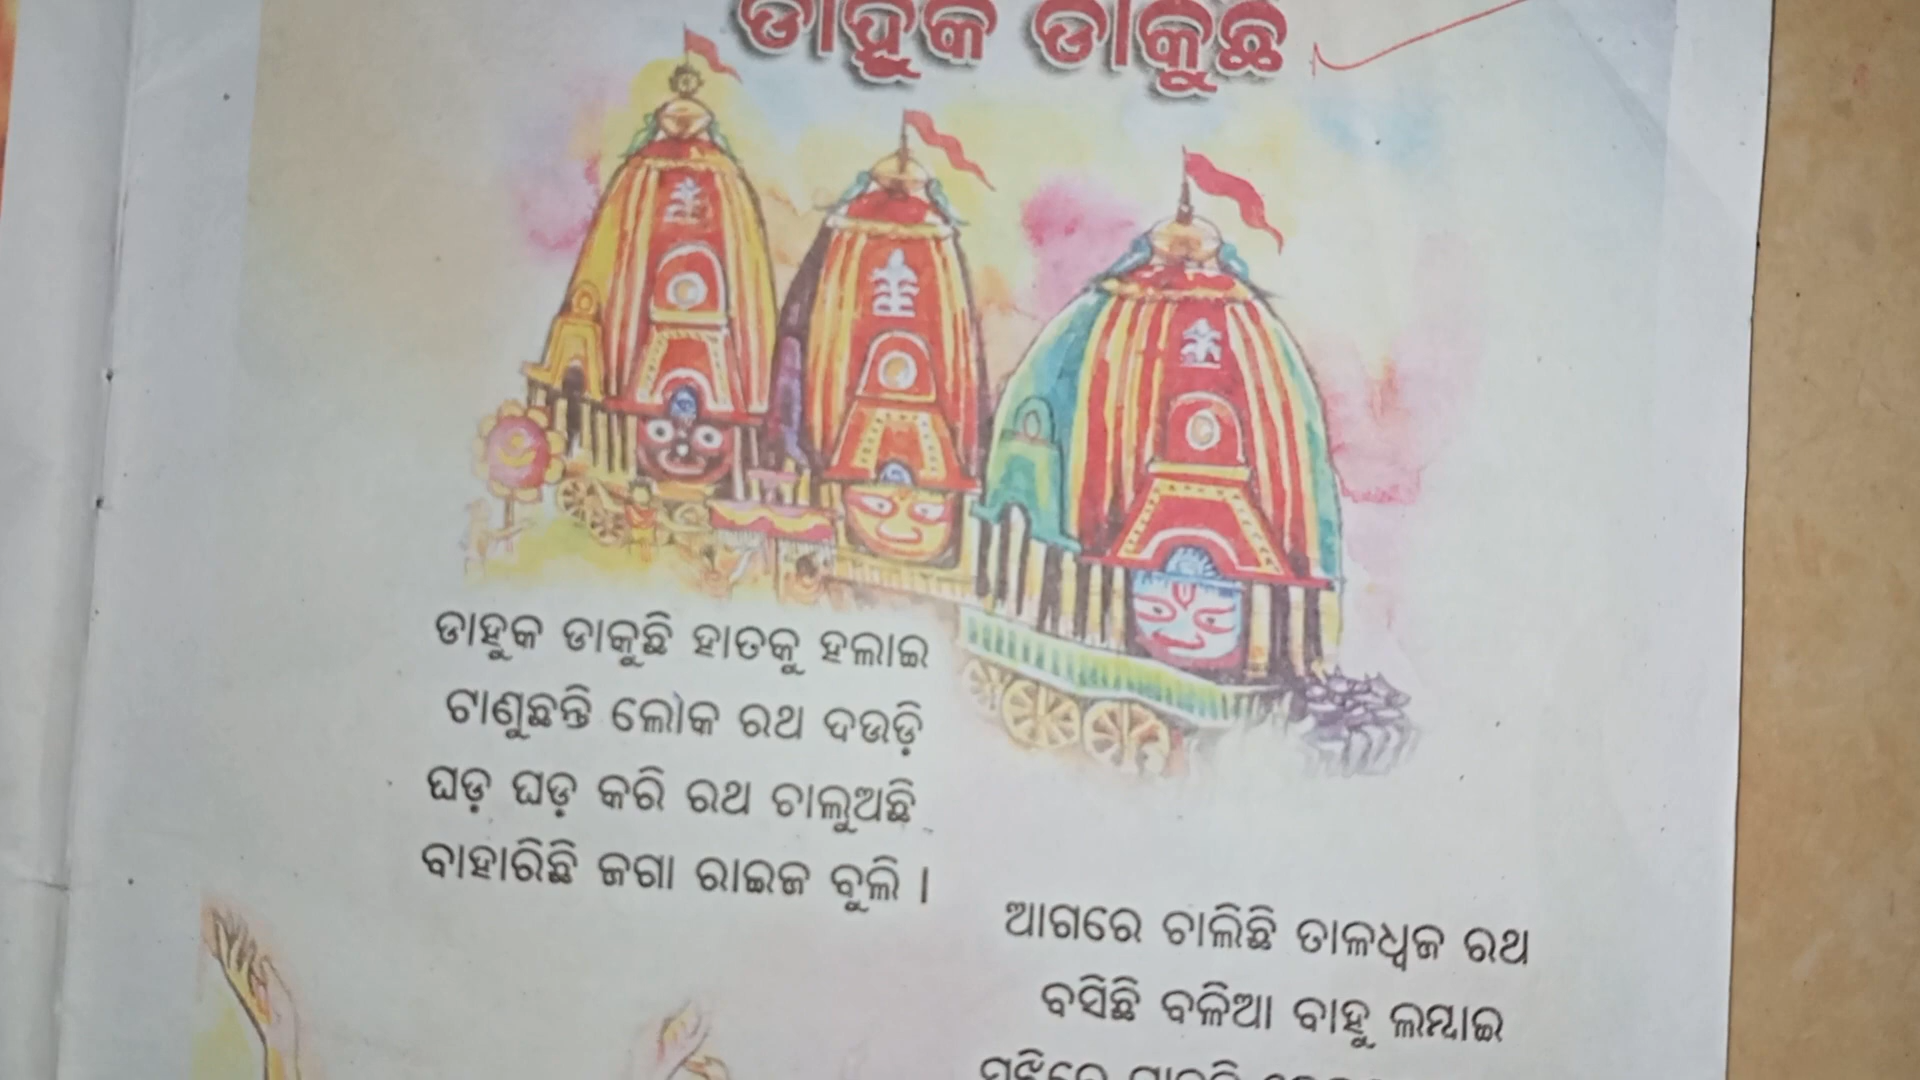 ଡାହୁକ ଡାକୁଛି
ଡାହୁକ ଡାକୁଛି ହାତକୁ ହଲାଇ
ଟାଣୁଛନ୍ତି ଲୋକ ରଥ ଦଉଡ଼ି
ଘଡ଼ ଘଡ଼ କରି ରଥ ଚାଲୁଅଛି
ବାହାରିଛି ଜଗା ରାଇଜ ବୁଲି ।
ଆଗରେ ଚାଲିଛି ତାଳଧ୍ୱଜ ରଥ
ବସିଛି ବଳିଆ ବାହୁ ଲମ୍ବାଇ